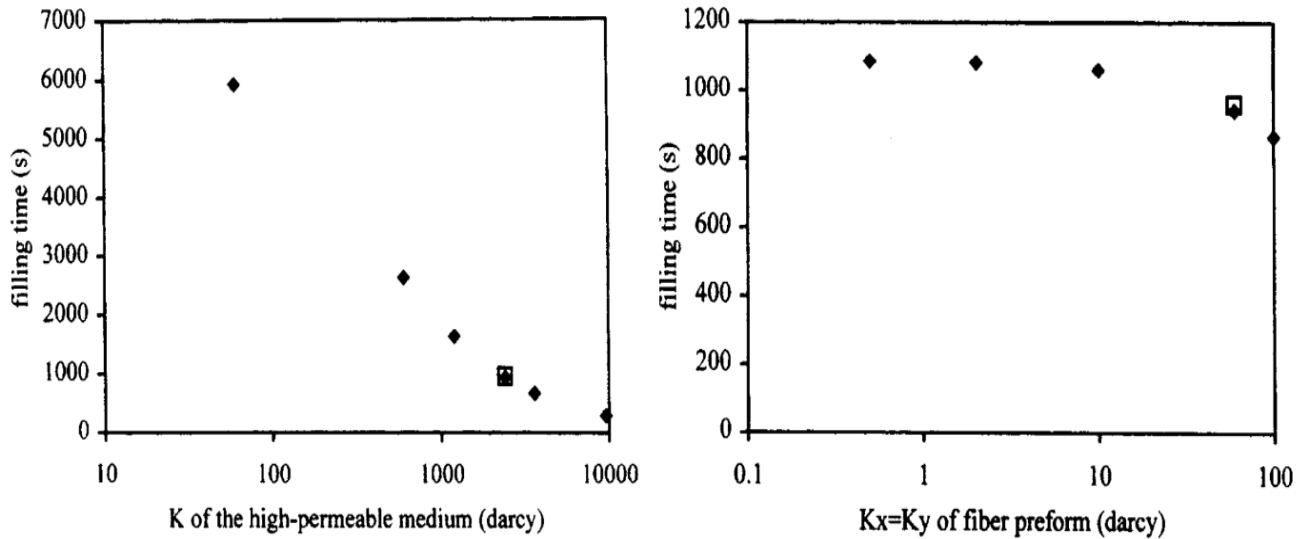 7000
6000
5000
4000
3000
2000
1000
0
filling time (s)
10 100 1000 10000
K of the high-permeable medium (darcy)
1200
1000
800
600
400
200
0
filling time (s)
0.1 1 10 100
Kx=Ky of fiber preform (darcy)